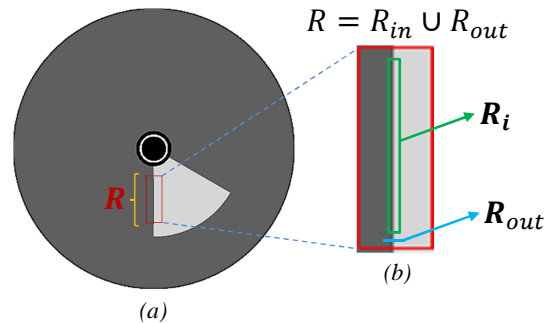 R = R_in ∪ R_out
R
R_i
R_out
(a)
(b)